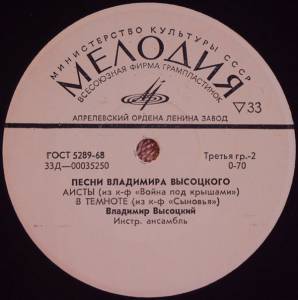 МИНИСТЕРСТВО КУЛЬТУРЫ СССР
МЕЛОДИЯ
ВСЕСОЮЗНАЯ ФИРМА ГРАМПЛАСТИНОК
▽33
АПРЕЛЕВСКИЙ ОРДЕНА ЛЕНИНА ЗАВОД
ГОСТ 5289-68
Третья гр.-2
33Д—00035250
0-70
ПЕСНИ ВЛАДИМИРА ВЫСОЦКОГО
АИСТЫ (из к-ф «Война под крышами»)
В ТЕМНОТЕ (из к-ф «Сыновья»)
Владимир Высоцкий
Инстр. ансамбль